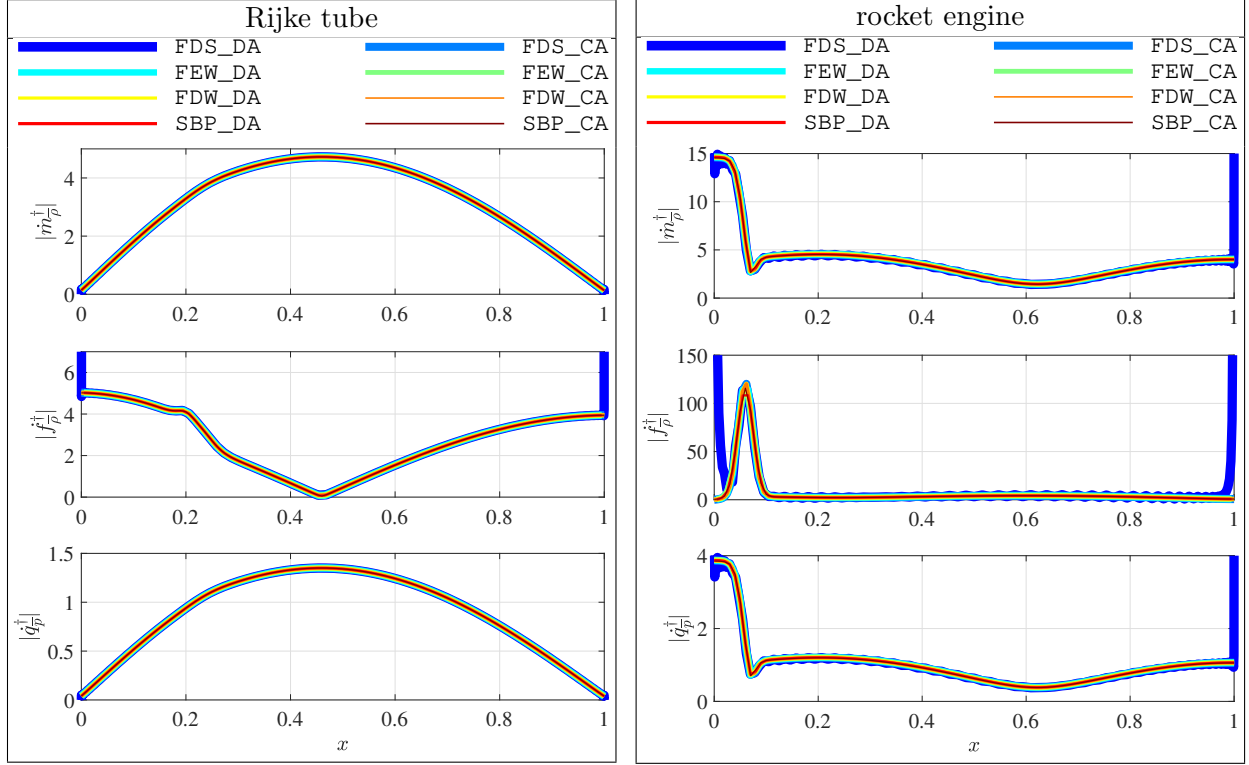 Rijke tube
FDS_DA FDS_CA
FEW_DA FEW_CA
FDW_DA FDW_CA
SBP_DA SBP_CA
|ṁ†ρ̄|
4
2
0
0 0.2 0.4 0.6 0.8 1
|ḟ†ρ̄|
6
4
2
0
0 0.2 0.4 0.6 0.8 1
|q̇†p̄|
1.5
1
0.5
0
0 0.2 0.4 0.6 0.8 1
x
rocket engine
FDS_DA FDS_CA
FEW_DA FEW_CA
FDW_DA FDW_CA
SBP_DA SBP_CA
|ṁ†ρ̄|
15
10
5
0
0 0.2 0.4 0.6 0.8 1
|ḟ†ρ̄|
150
100
50
0
0 0.2 0.4 0.6 0.8 1
|q̇†p̄|
4
2
0
0 0.2 0.4 0.6 0.8 1
x